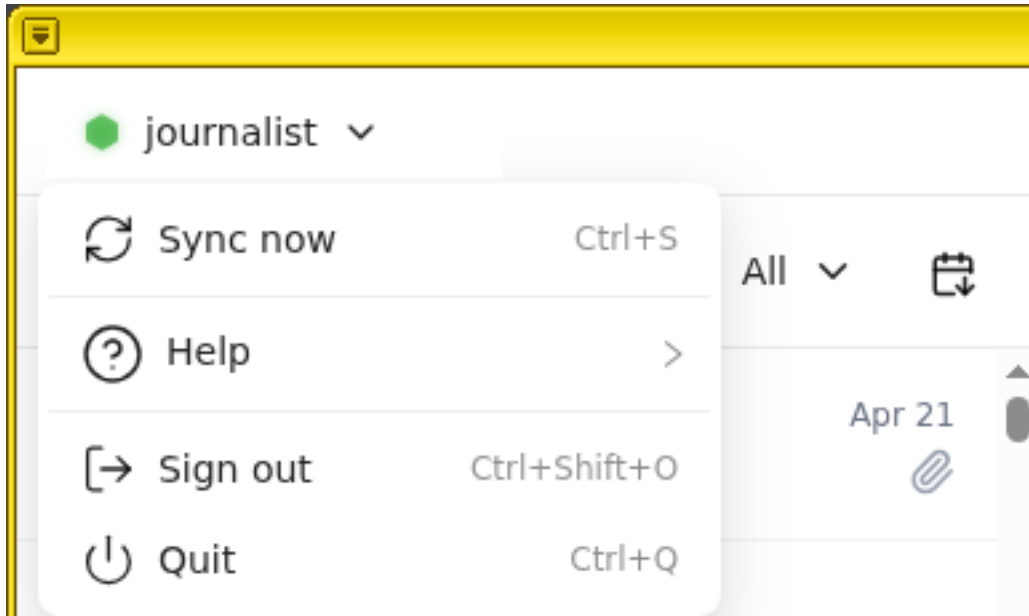 journalist
Sync now Ctrl+S
All
Help
Apr 21
Sign out Ctrl+Shift+O
Quit Ctrl+Q